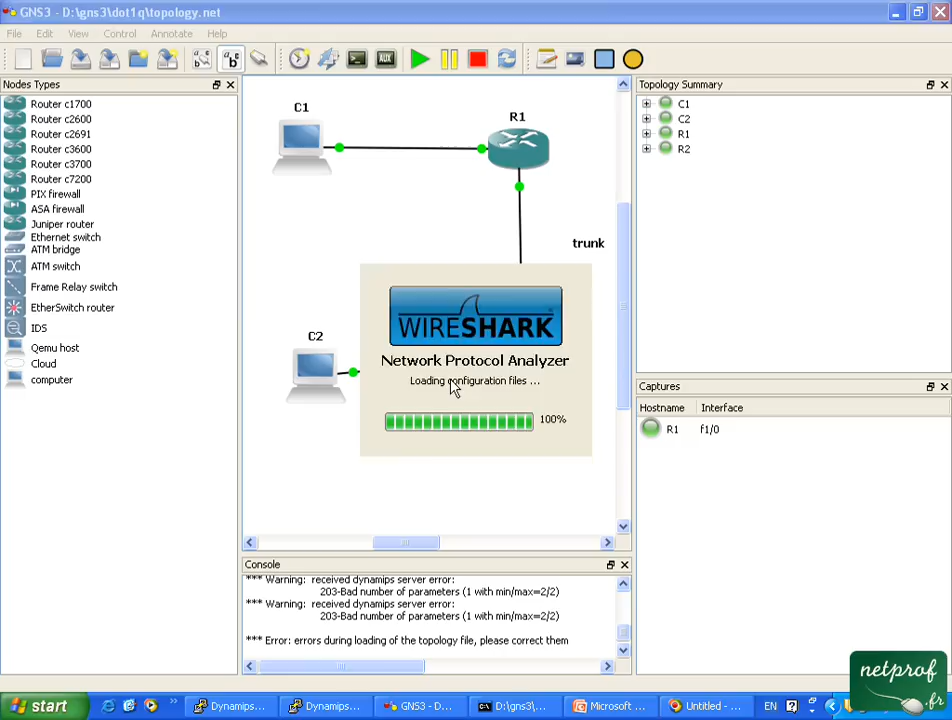 GNS3 - D:\gns3\dot1q\topology.net
File Edit View Control Annotate Help
Nodes Types
Router c1700
Router c2600
Router c2691
Router c3600
Router c3700
Router c7200
PIX firewall
ASA firewall
Juniper router
Ethernet switch
ATM bridge
ATM switch
Frame Relay switch
EtherSwitch router
IDS
Qemu host
Cloud
computer
AUX
C1
R1
trunk
C2
WIRESHARK
Network Protocol Analyzer
Loading configuration files ...
100%
Topology Summary
C1
C2
R1
R2
Captures
Hostname Interface
R1 f1/0
Console
*** Warning: received dynamips server error:
203-Bad number of parameters (1 with min/max=2/2)
*** Warning: received dynamips server error:
203-Bad number of parameters (1 with min/max=2/2)
*** Error: errors during loading of the topology file, please correct them
start
Dynamips...
Dynamips...
GNS3 - D...
D:\gns3\...
Microsoft ...
Untitled - ...
EN
netprof
.fr